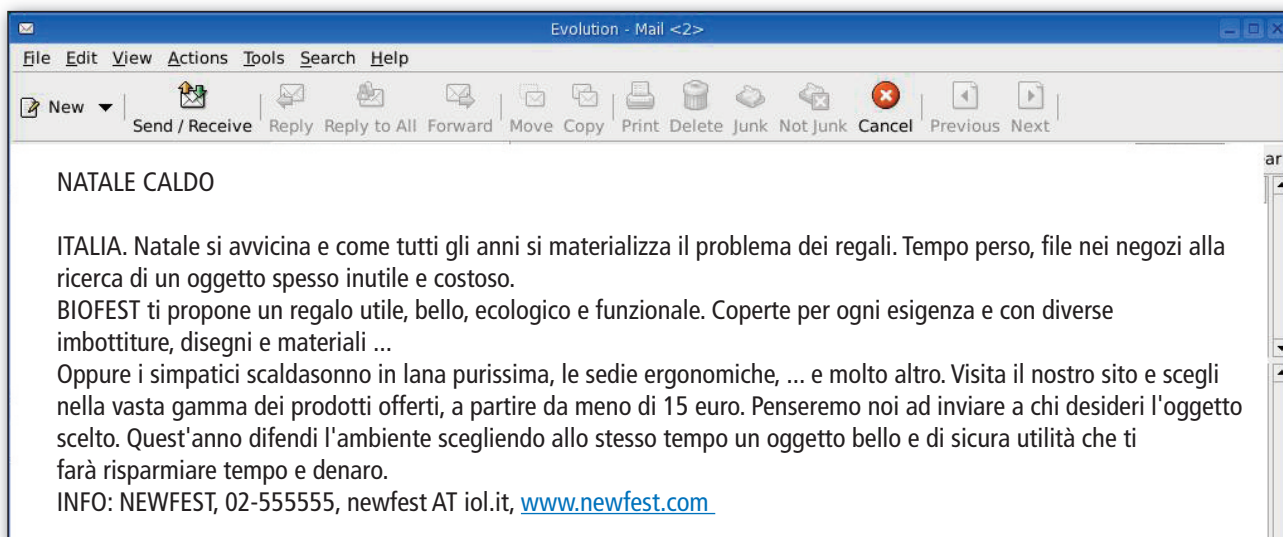 Evolution - Mail <2>
File Edit View Actions Tools Search Help
New Send / Receive Reply Reply to All Forward Move Copy Print Delete Junk Not Junk Cancel Previous Next
NATALE CALDO
ITALIA. Natale si avvicina e come tutti gli anni si materializza il problema dei regali. Tempo perso, file nei negozi alla
ricerca di un oggetto spesso inutile e costoso.
BIOFEST ti propone un regalo utile, bello, ecologico e funzionale. Coperte per ogni esigenza e con diverse
imbottiture, disegni e materiali ...
Oppure i simpatici scaldasonno in lana purissima, le sedie ergonomiche, ... e molto altro. Visita il nostro sito e scegli
nella vasta gamma dei prodotti offerti, a partire da meno di 15 euro. Penseremo noi ad inviare a chi desideri l'oggetto
scelto. Quest'anno difendi l'ambiente scegliendo allo stesso tempo un oggetto bello e di sicura utilità che ti
farà risparmiare tempo e denaro.
INFO: NEWFEST, 02-555555, newfest AT iol.it, www.newfest.com